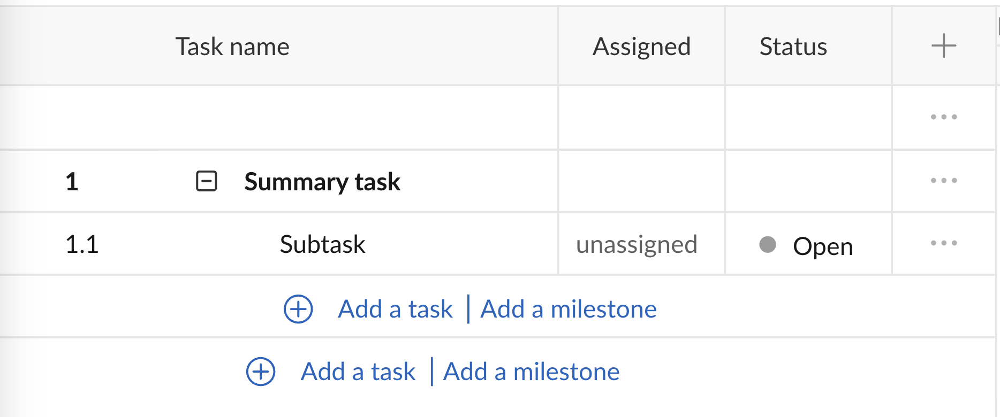 Task name Assigned Status
1 Summary task
1.1 Subtask unassigned Open
Add a task | Add a milestone
Add a task | Add a milestone